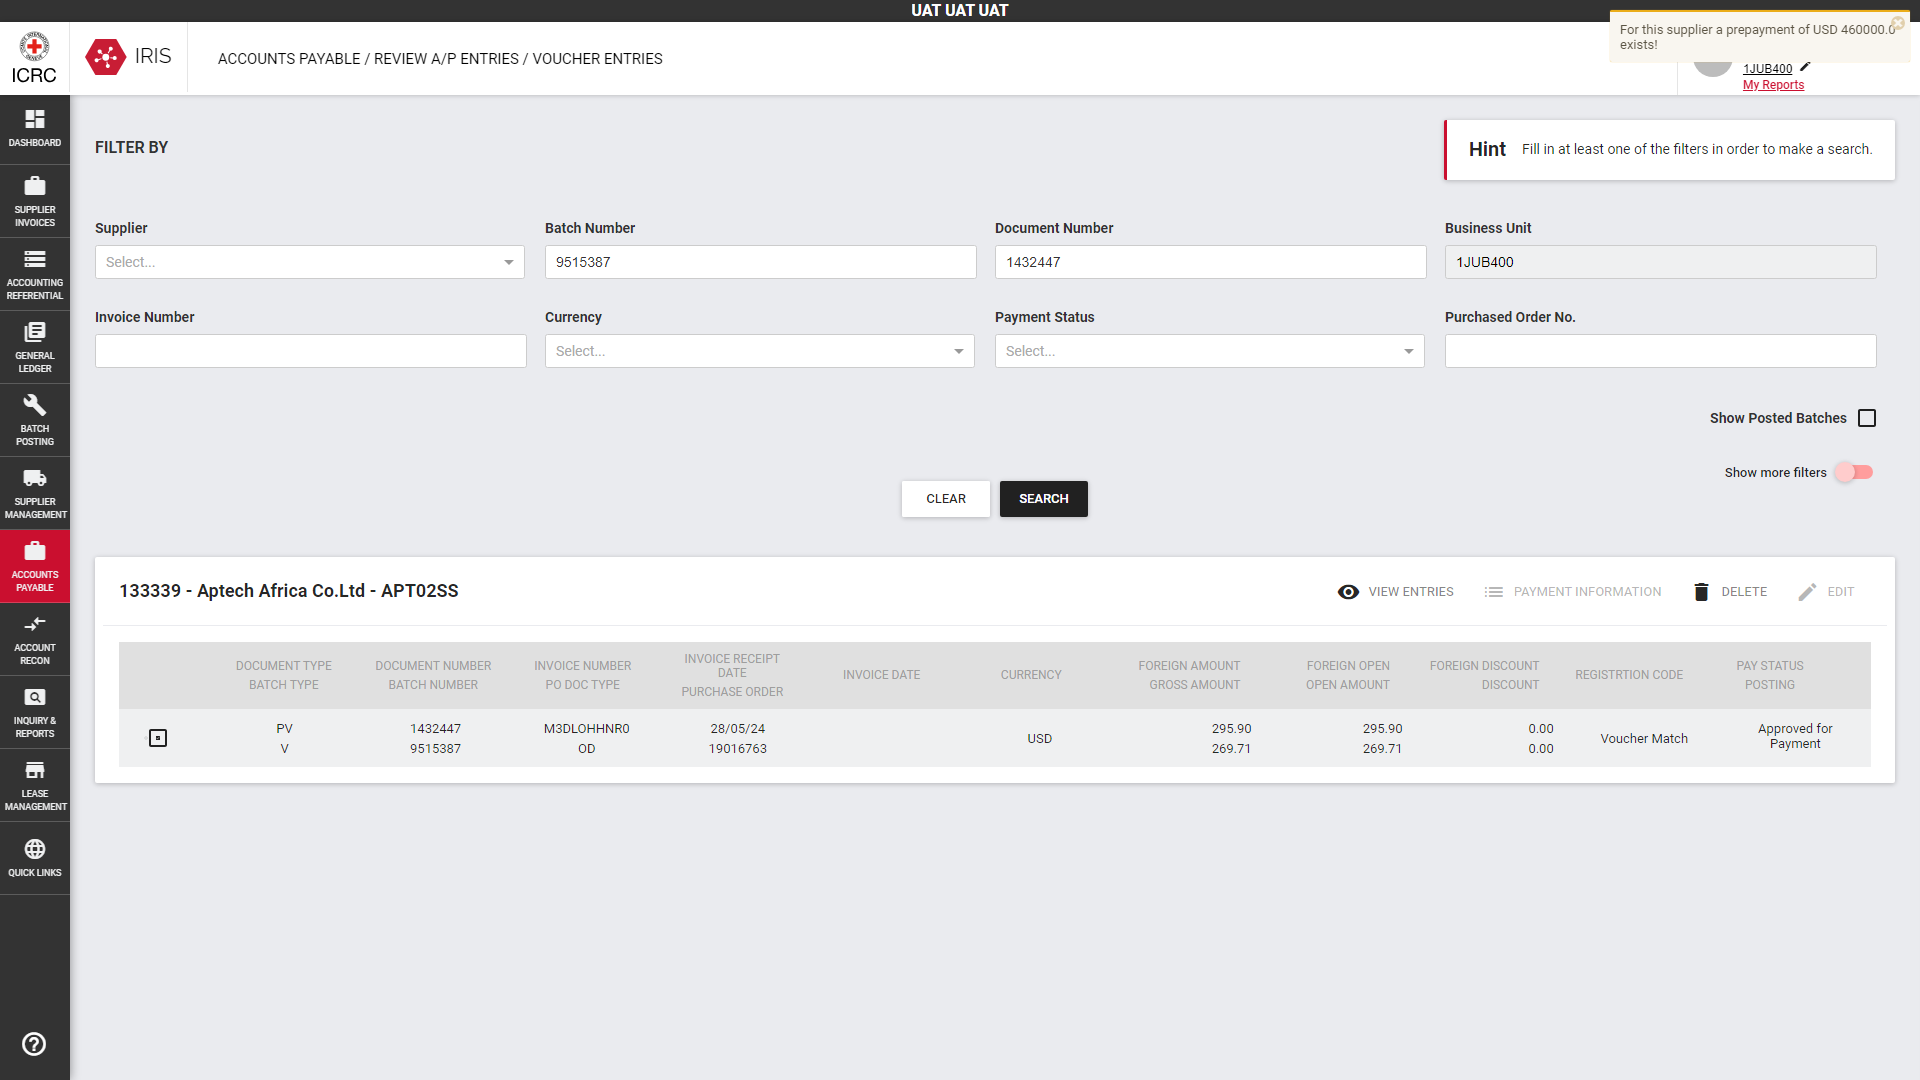 UAT UAT UAT
ICRC
IRIS
ACCOUNTS PAYABLE / REVIEW A/P ENTRIES / VOUCHER ENTRIES
For this supplier a prepayment of USD 460000.0
exists!
1JUB400
My Reports
DASHBOARD
SUPPLIER
INVOICES
ACCOUNTING
REFERENTIAL
GENERAL
LEDGER
BATCH
POSTING
SUPPLIER
MANAGEMENT
ACCOUNTS
PAYABLE
ACCOUNT
RECON
INQUIRY &
REPORTS
LEASE
MANAGEMENT
QUICK LINKS
FILTER BY
Hint Fill in at least one of the filters in order to make a search.
Supplier Batch Number Document Number Business Unit
Select... 9515387 1432447 1JUB400
Invoice Number Currency Payment Status Purchased Order No.
Select... Select...
Show Posted Batches
Show more filters
CLEAR SEARCH
133339 - Aptech Africa Co.Ltd - APT02SS
VIEW ENTRIES PAYMENT INFORMATION DELETE EDIT
DOCUMENT TYPE
BATCH TYPE
DOCUMENT NUMBER
BATCH NUMBER
INVOICE NUMBER
PO DOC TYPE
INVOICE RECEIPT
DATE
PURCHASE ORDER
INVOICE DATE
CURRENCY
FOREIGN AMOUNT
GROSS AMOUNT
FOREIGN OPEN
OPEN AMOUNT
FOREIGN DISCOUNT
DISCOUNT
REGISTRTION CODE
PAY STATUS
POSTING
PV
V
1432447
9515387
M3DLOHHNR0
OD
28/05/24
19016763
USD
295.90
269.71
295.90
269.71
0.00
0.00
Voucher Match
Approved for
Payment